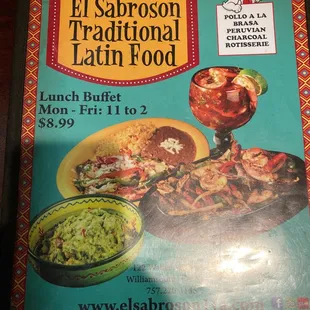 El Sabroson
Traditional
Latin Food
POLLO A LA
BRASA
PERUVIAN
CHARCOAL
ROTISSERIE
Lunch Buffet
Mon - Fri: 11 to 2
$8.99